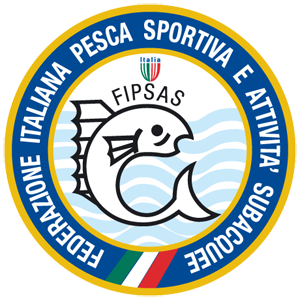 FEDERAZIONE ITALIANA PESCA SPORTIVA E ATTIVITA' SUBACQUEE
Italia
FIPSAS